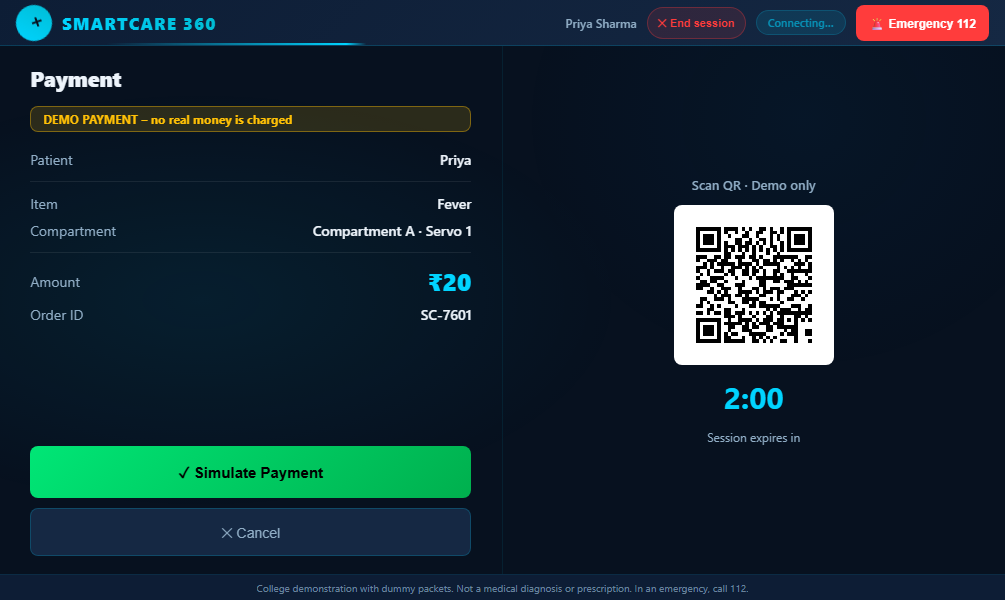 SMARTCARE 360
Priya Sharma
✕ End session
Connecting...
🚨 Emergency 112
Payment
DEMO PAYMENT – no real money is charged
Patient Priya
Item Fever
Compartment Compartment A · Servo 1
Amount ₹20
Order ID SC-7601
✓ Simulate Payment
✕ Cancel
Scan QR · Demo only
2:00
Session expires in
College demonstration with dummy packets. Not a medical diagnosis or prescription. In an emergency, call 112.